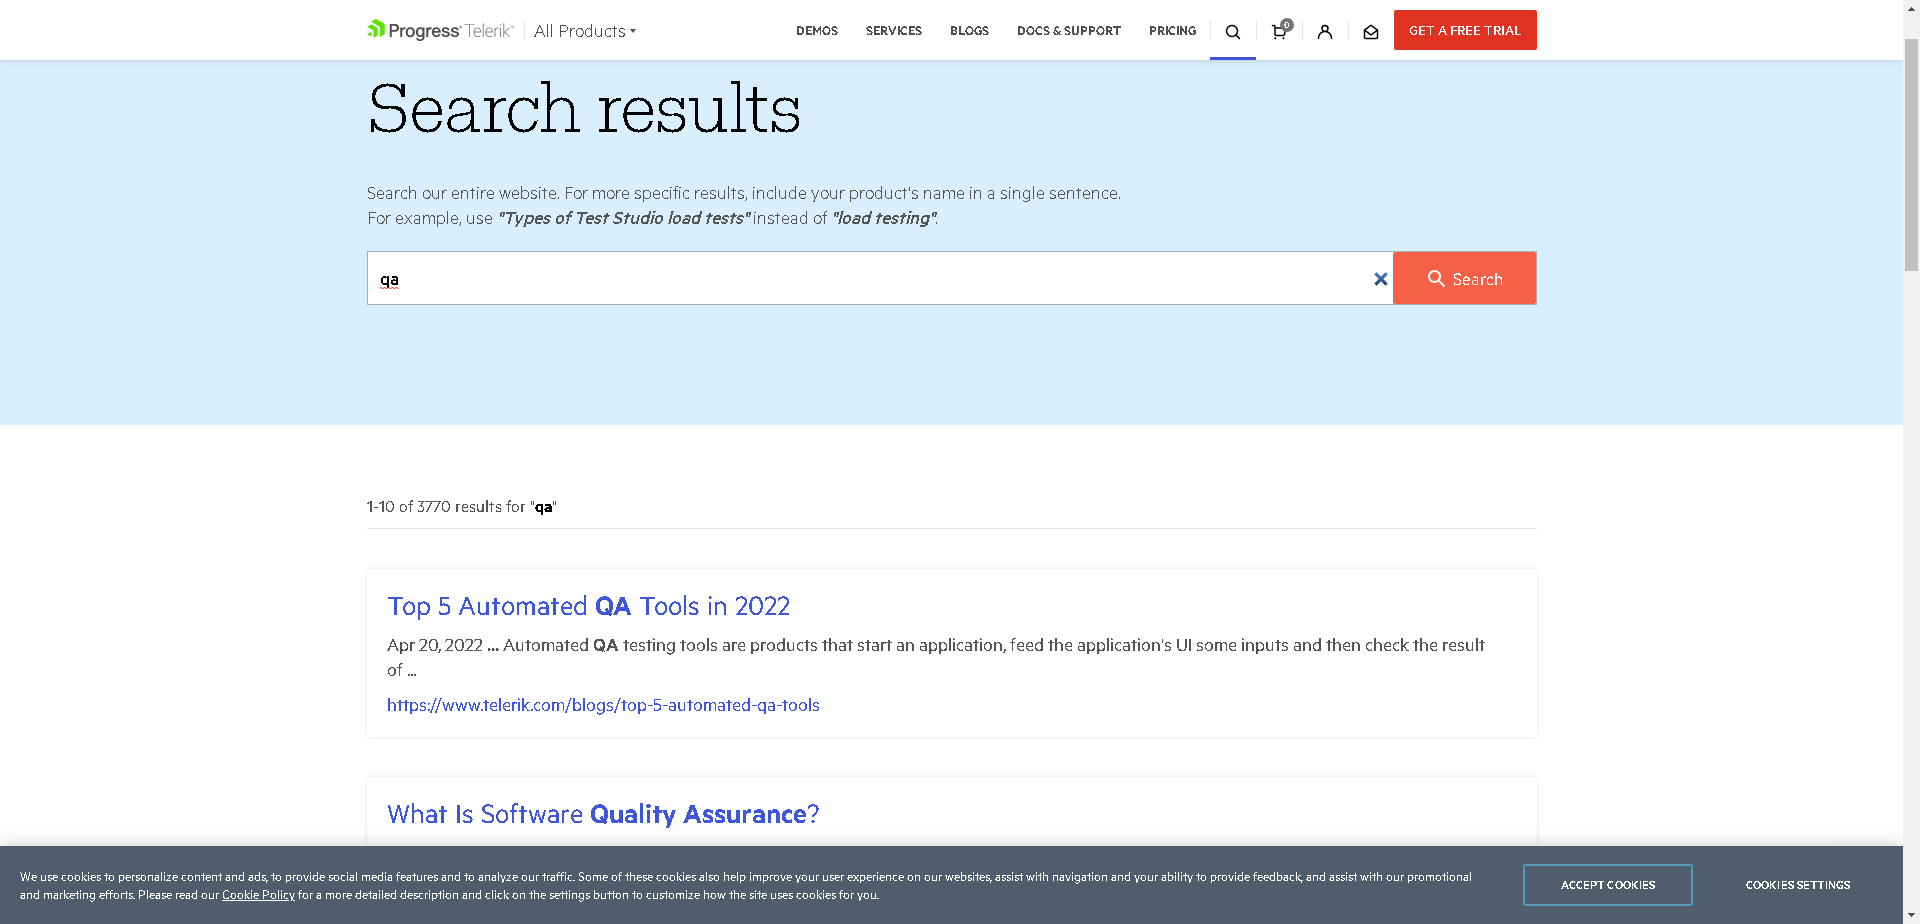 Progress Telerik All Products DEMOS SERVICES BLOGS DOCS & SUPPORT PRICING 0 GET A FREE TRIAL
Search results
Search our entire website. For more specific results, include your product's name in a single sentence.
For example, use "Types of Test Studio load tests" instead of "load testing".
qa Search
1-10 of 3770 results for "qa"
Top 5 Automated QA Tools in 2022
Apr 20, 2022 ... Automated QA testing tools are products that start an application, feed the application's UI some inputs and then check the result
of ...
https://www.telerik.com/blogs/top-5-automated-qa-tools
What Is Software Quality Assurance?
We use cookies to personalize content and ads, to provide social media features and to analyze our traffic. Some of these cookies also help improve your user experience on our websites, assist with navigation and your ability to provide feedback, and assist with our promotional
and marketing efforts. Please read our Cookie Policy for a more detailed description and click on the settings button to customize how the site uses cookies for you.
ACCEPT COOKIES COOKIES SETTINGS